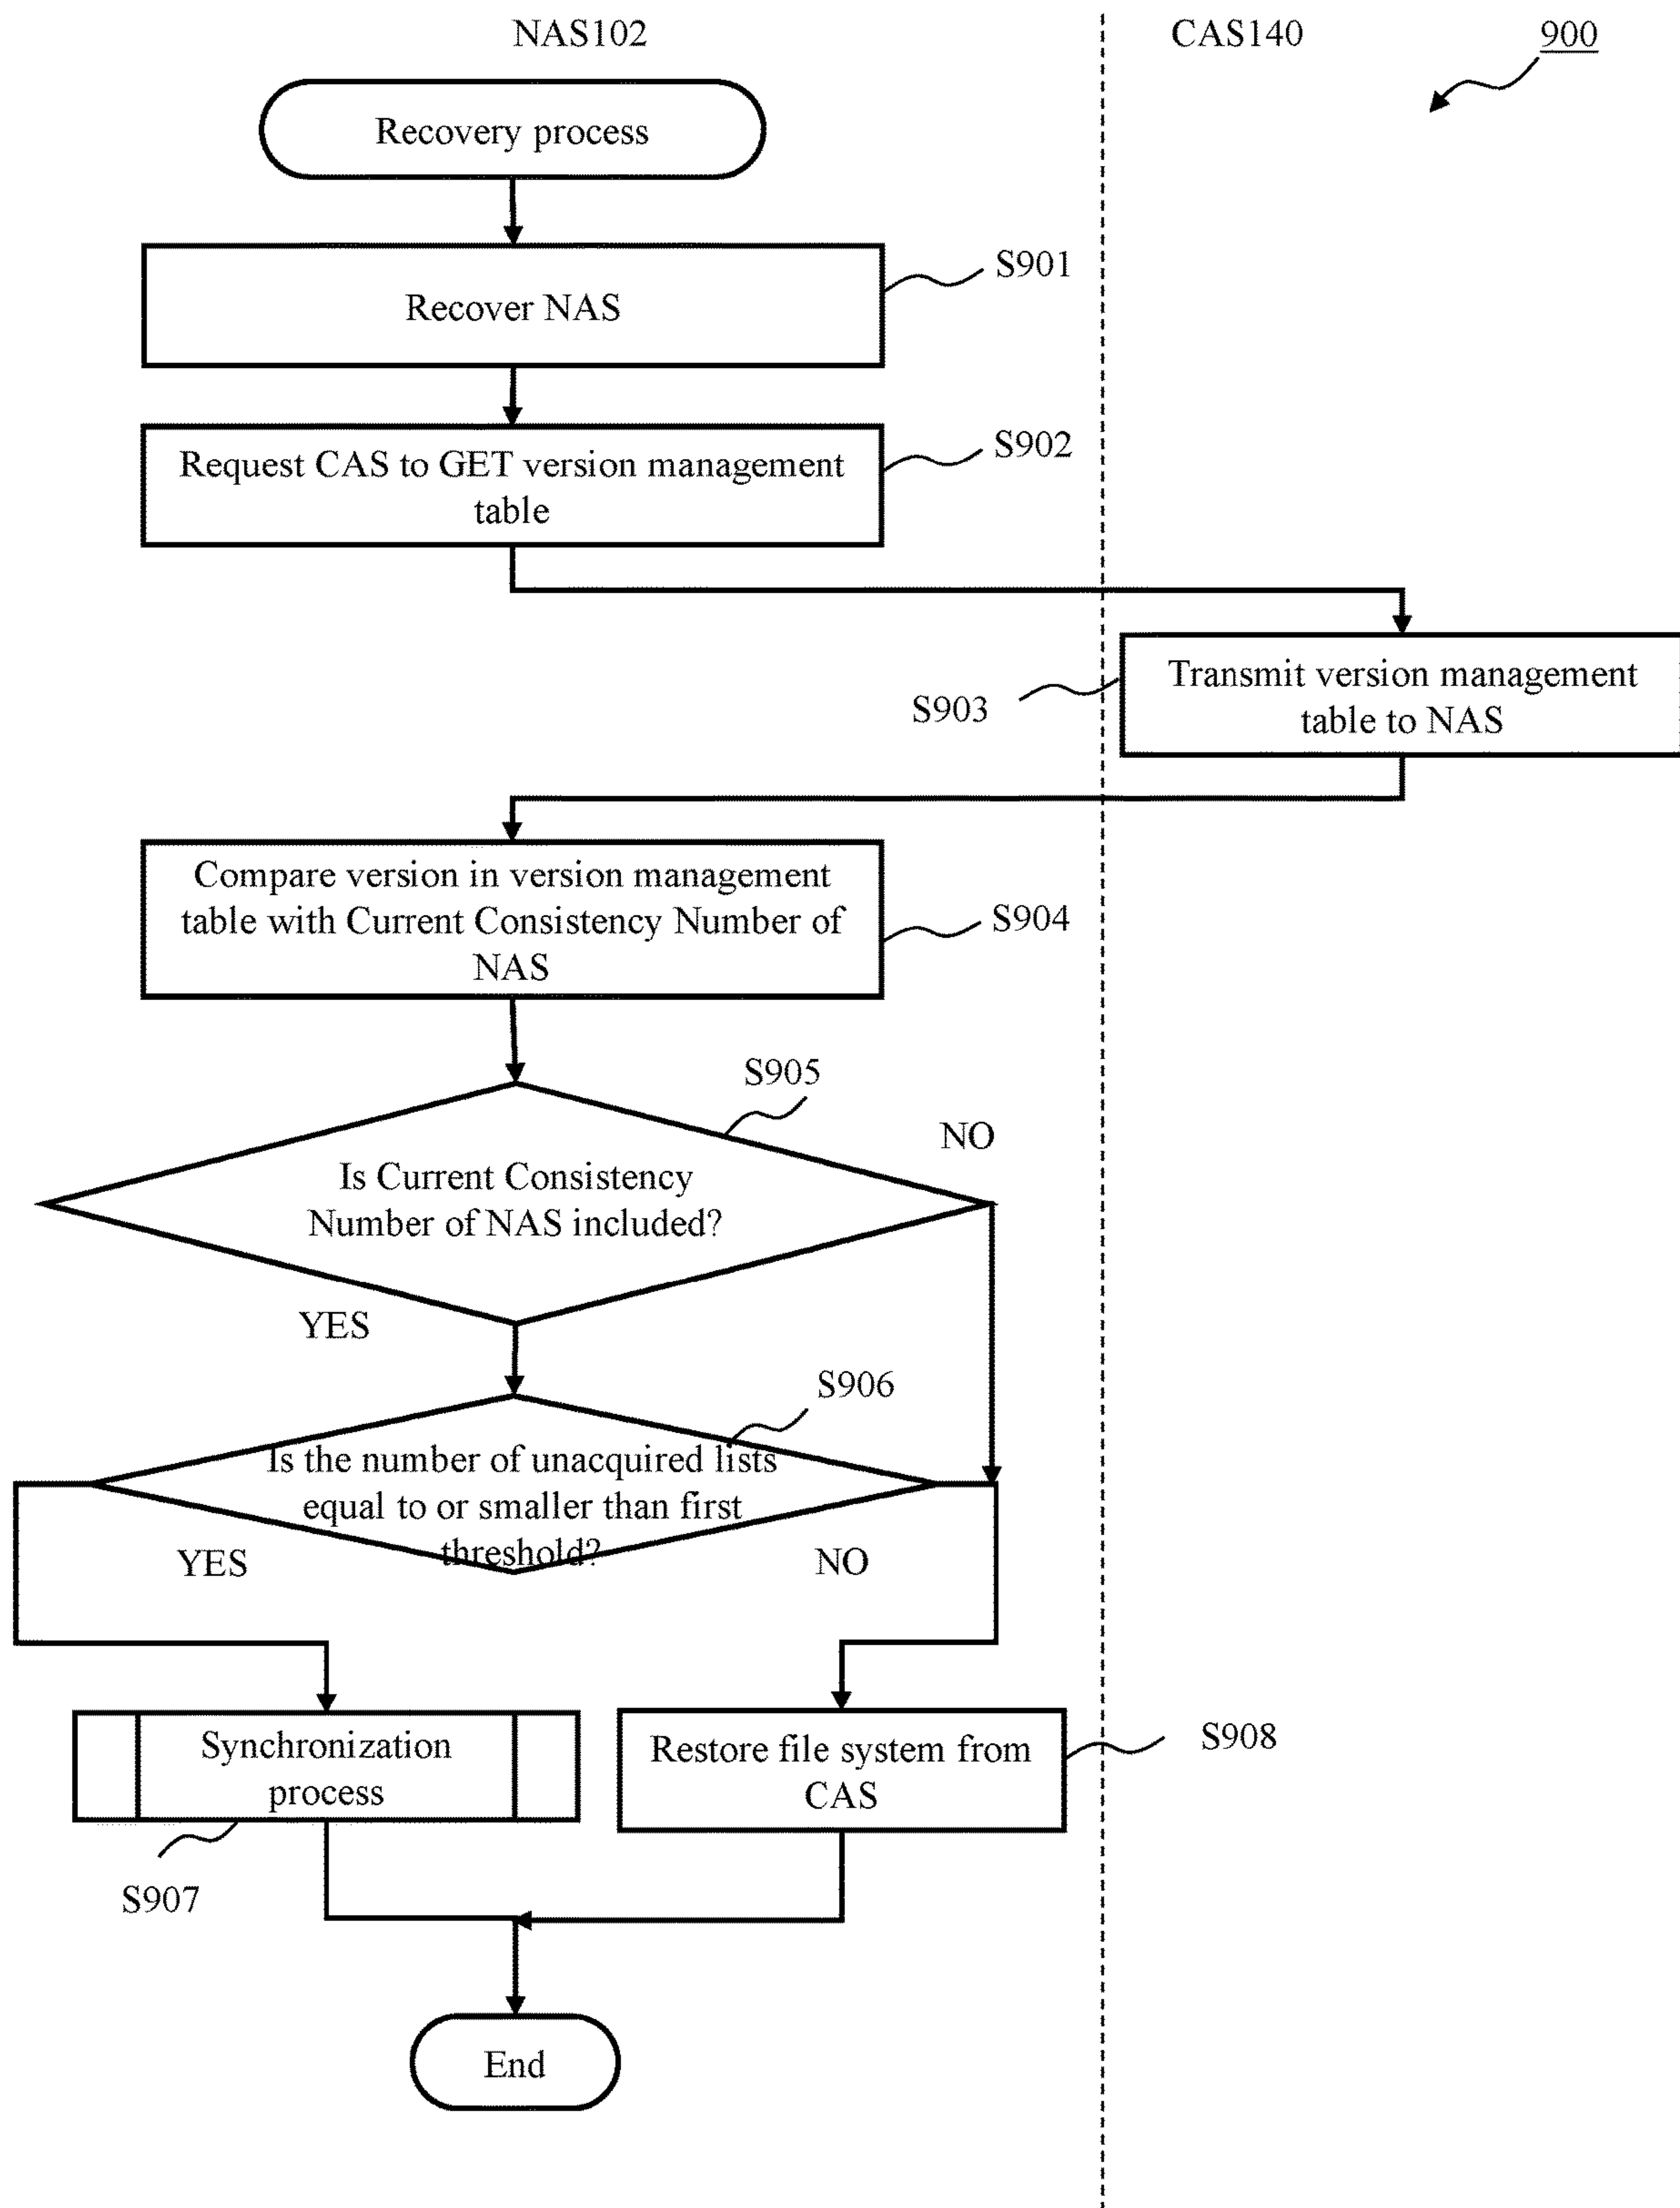 NAS102
CAS140
900
Recovery process
S901
Recover NAS
S902
Request CAS to GET version management
table
S903
Transmit version management
table to NAS
Compare version in version management
table with Current Consistency Number of
NAS
S904
S905
NO
Is Current Consistency
Number of NAS included?
YES
S906
Is the number of unacquired lists
equal to or smaller than first
threshold?
YES
NO
Synchronization
process
Restore file system from
CAS
S908
S907
End